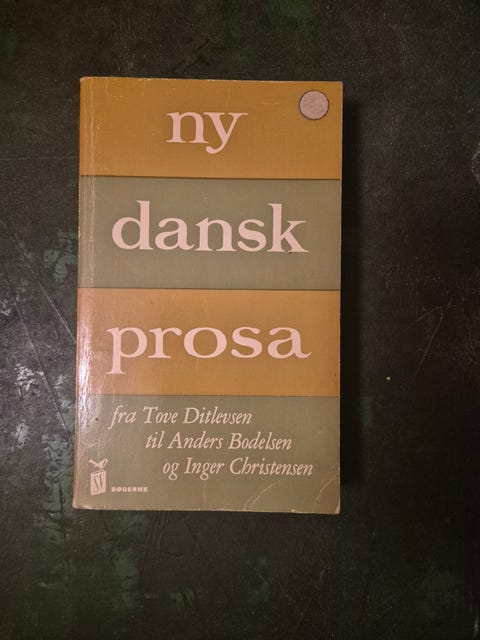 ny
dansk
prosa
fra Tove Ditlevsen
til Anders Bodelsen
og Inger Christensen
BØGERNE